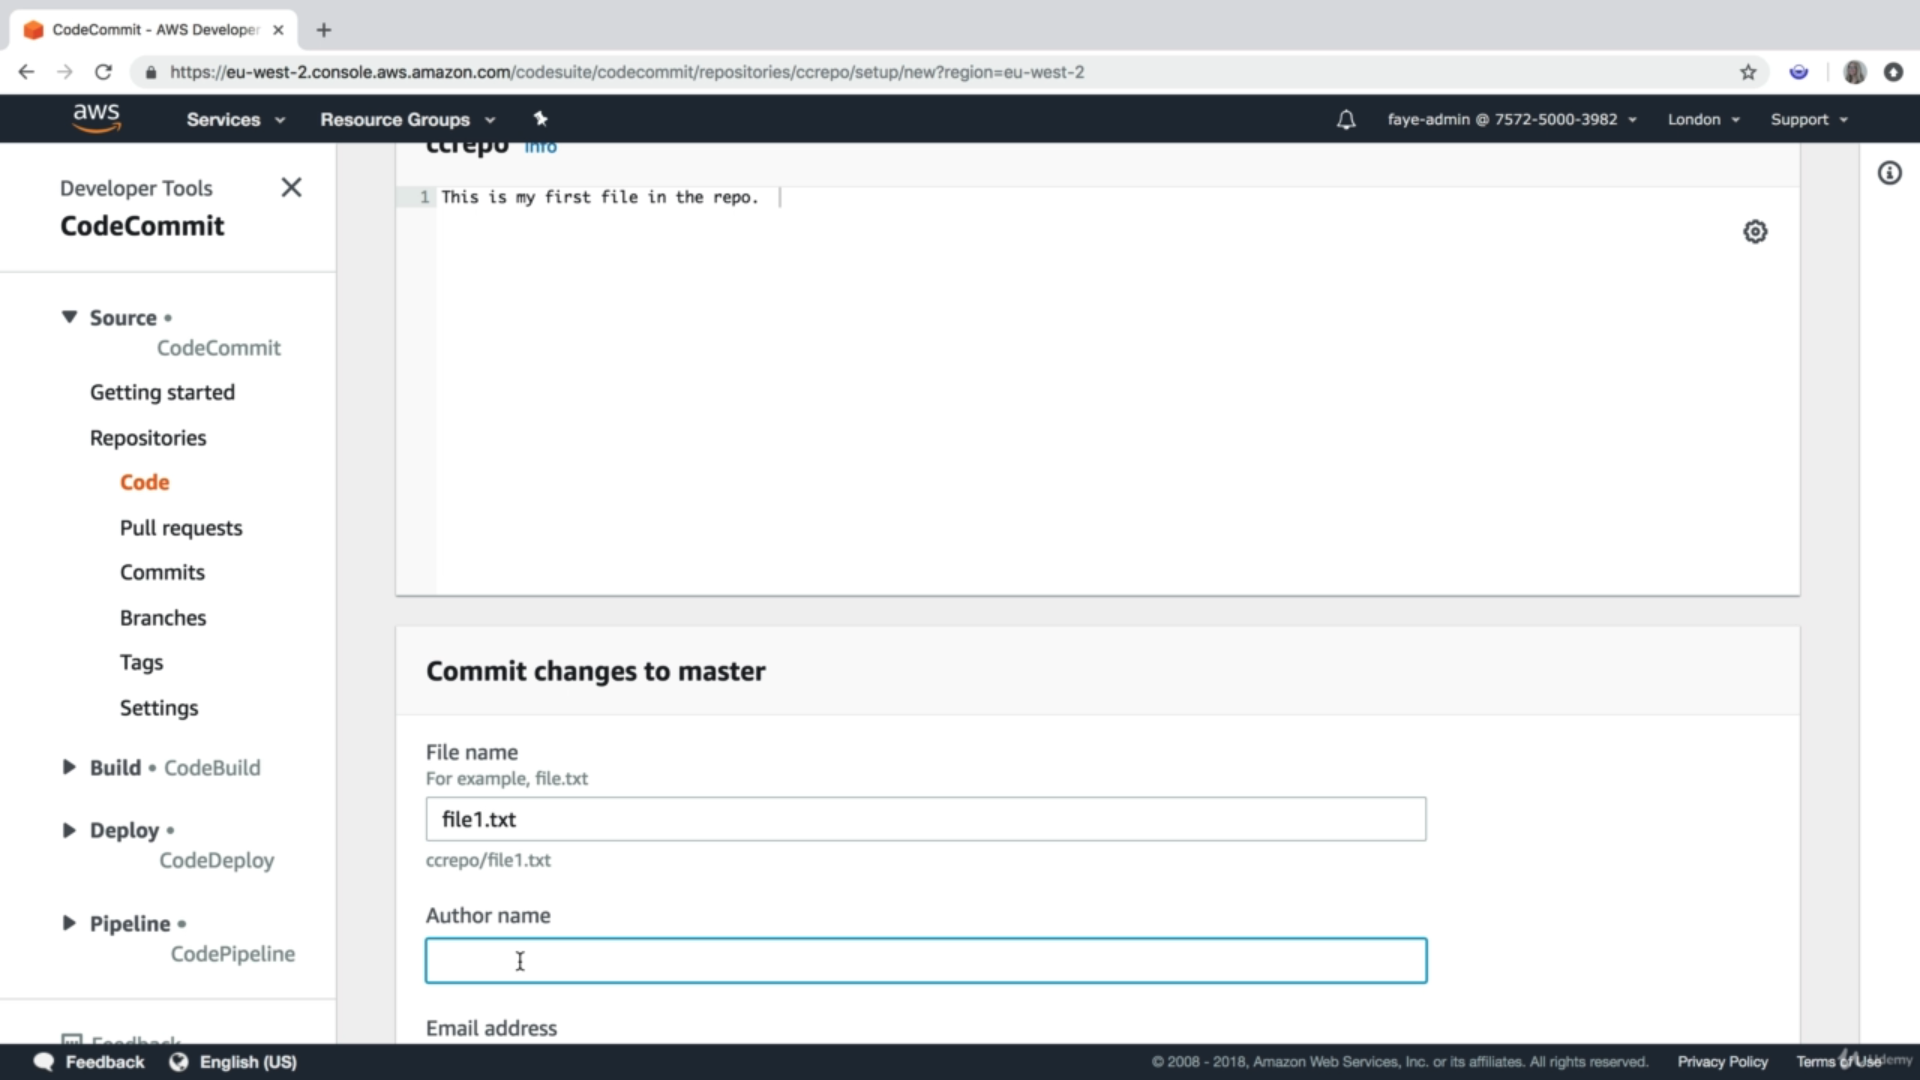 CodeCommit - AWS Developer
https://eu-west-2.console.aws.amazon.com/codesuite/codecommit/repositories/ccrepo/setup/new?region=eu-west-2
aws Services Resource Groups faye-admin @ 7572-5000-3982 London Support
Developer Tools
CodeCommit
Source •
CodeCommit
Getting started
Repositories
Code
Pull requests
Commits
Branches
Tags
Settings
Build • CodeBuild
Deploy •
CodeDeploy
Pipeline •
CodePipeline
Feedback
ccrepo Info
1 This is my first file in the repo.
Commit changes to master
File name
For example, file.txt
file1.txt
ccrepo/file1.txt
Author name
Email address
Feedback English (US) © 2008 - 2018, Amazon Web Services, Inc. or its affiliates. All rights reserved. Privacy Policy Terms of Use